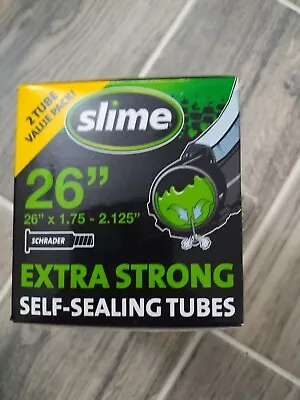 2 TUBE
VALUE PACK!
slime
26"
26" x 1.75 - 2.125"
SCHRADER
EXTRA STRONG
SELF-SEALING TUBES